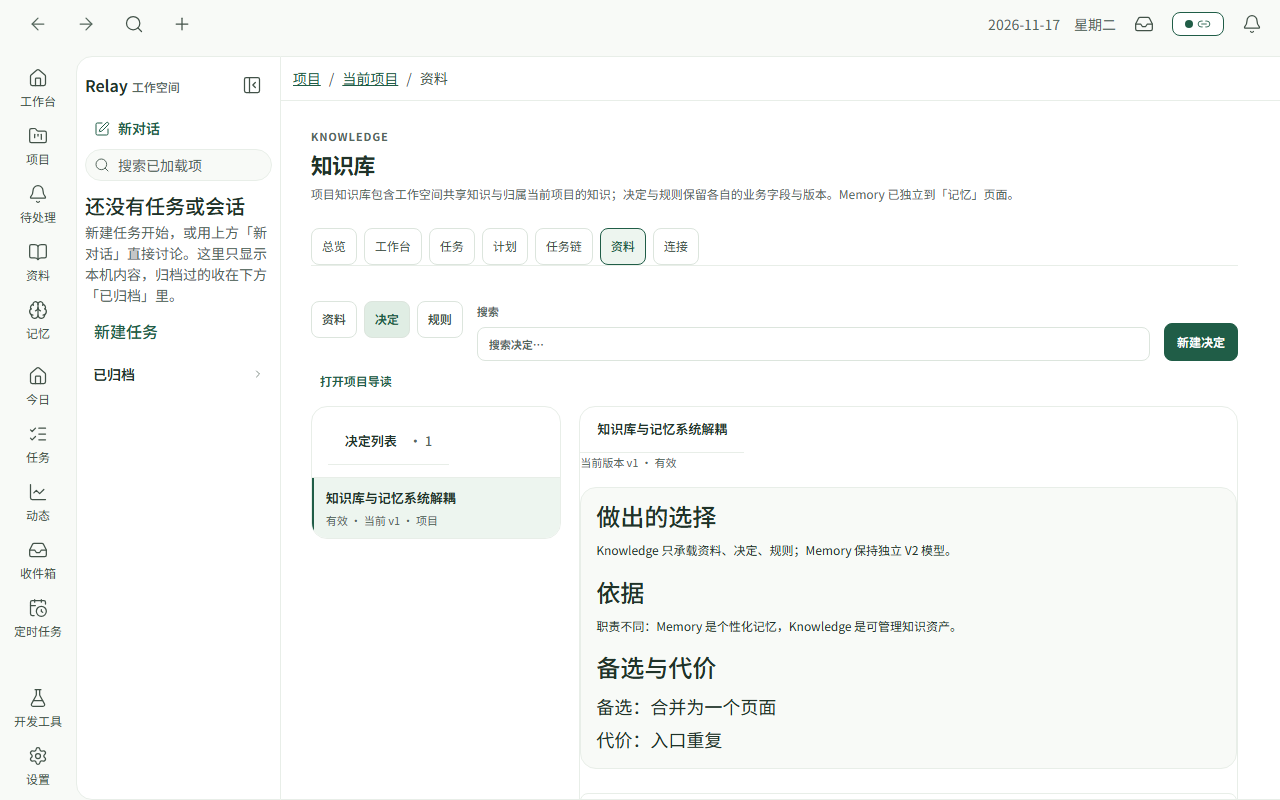 2026-11-17 星期二
工作台
项目
待处理
资料
记忆
今日
任务
动态
收件箱
定时任务
开发工具
设置
Relay 工作空间
新对话
搜索已加载项
还没有任务或会话
新建任务开始，或用上方「新
对话」直接讨论。这里只显示
本机内容，归档过的收在下方
「已归档」里。
新建任务
已归档
项目 / 当前项目 / 资料
KNOWLEDGE
知识库
项目知识库包含工作空间共享知识与归属当前项目的知识；决定与规则保留各自的业务字段与版本。Memory 已独立到「记忆」页面。
总览 工作台 任务 计划 任务链 资料 连接
资料 决定 规则
搜索
搜索决定…
新建决定
打开项目导读
决定列表 · 1
知识库与记忆系统解耦
有效 · 当前 v1 · 项目
知识库与记忆系统解耦
当前版本 v1 · 有效
做出的选择
Knowledge 只承载资料、决定、规则；Memory 保持独立 V2 模型。
依据
职责不同：Memory 是个性化记忆，Knowledge 是可管理知识资产。
备选与代价
备选：合并为一个页面
代价：入口重复